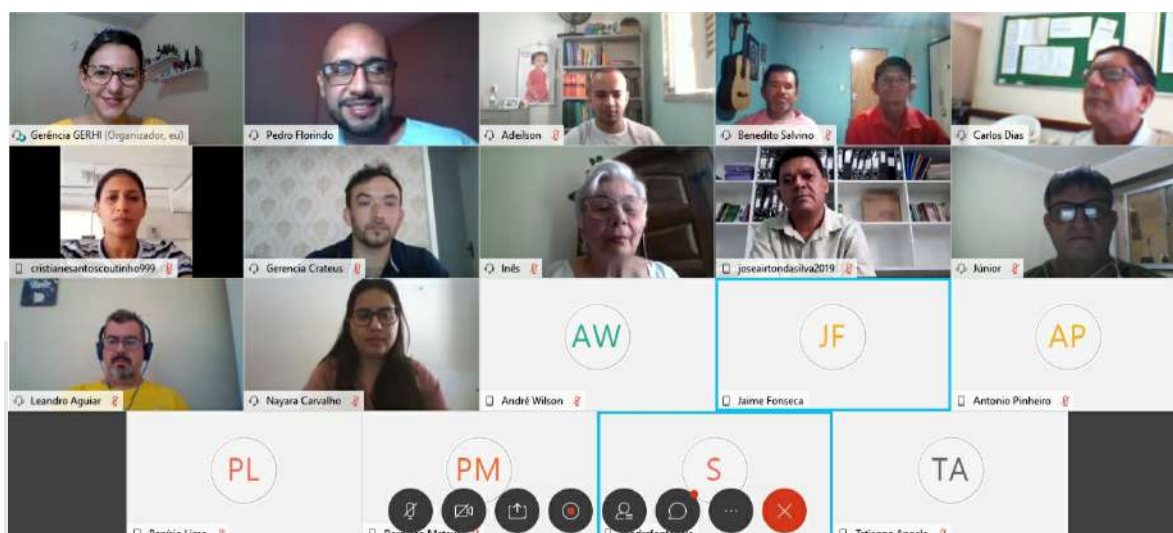 Gerência GERHI (Organizador, eu)
Pedro Florindo
Adeilson
Benedito Salvino
Carlos Dias
cristianesantoscoutinho999
Gerencia Crateus
Inês
joseairtondasilva2019
Júnior
Leandro Aguiar
Nayara Carvalho
AW
André Wilson
JF
Jaime Fonseca
AP
Antonio Pinheiro
PL
Lima
PM
S
TA